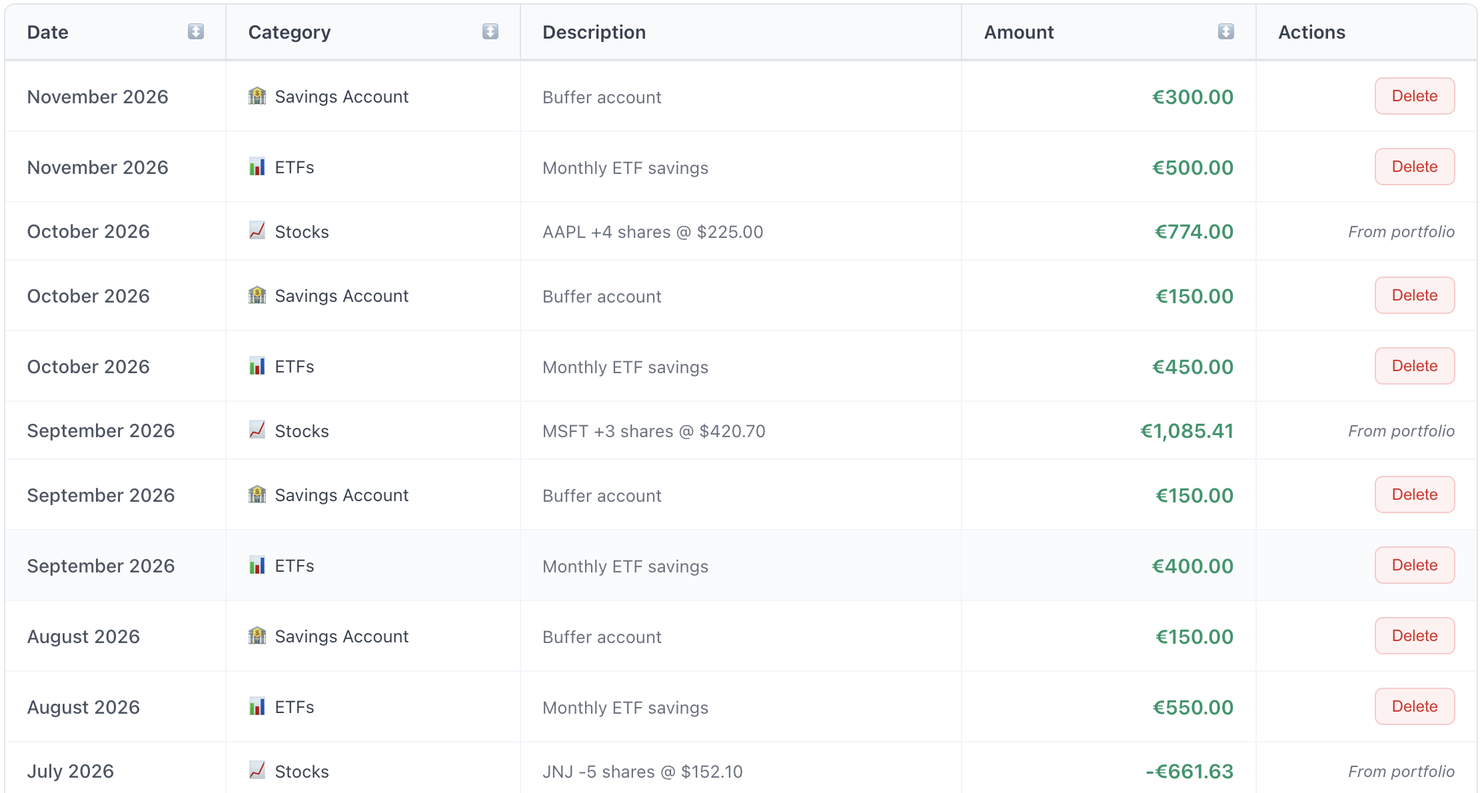 Date Category Description Amount Actions
November 2026 Savings Account Buffer account €300.00 Delete
November 2026 ETFs Monthly ETF savings €500.00 Delete
October 2026 Stocks AAPL +4 shares @ $225.00 €774.00 From portfolio
October 2026 Savings Account Buffer account €150.00 Delete
October 2026 ETFs Monthly ETF savings €450.00 Delete
September 2026 Stocks MSFT +3 shares @ $420.70 €1,085.41 From portfolio
September 2026 Savings Account Buffer account €150.00 Delete
September 2026 ETFs Monthly ETF savings €400.00 Delete
August 2026 Savings Account Buffer account €150.00 Delete
August 2026 ETFs Monthly ETF savings €550.00 Delete
July 2026 Stocks JNJ -5 shares @ $152.10 -€661.63 From portfolio